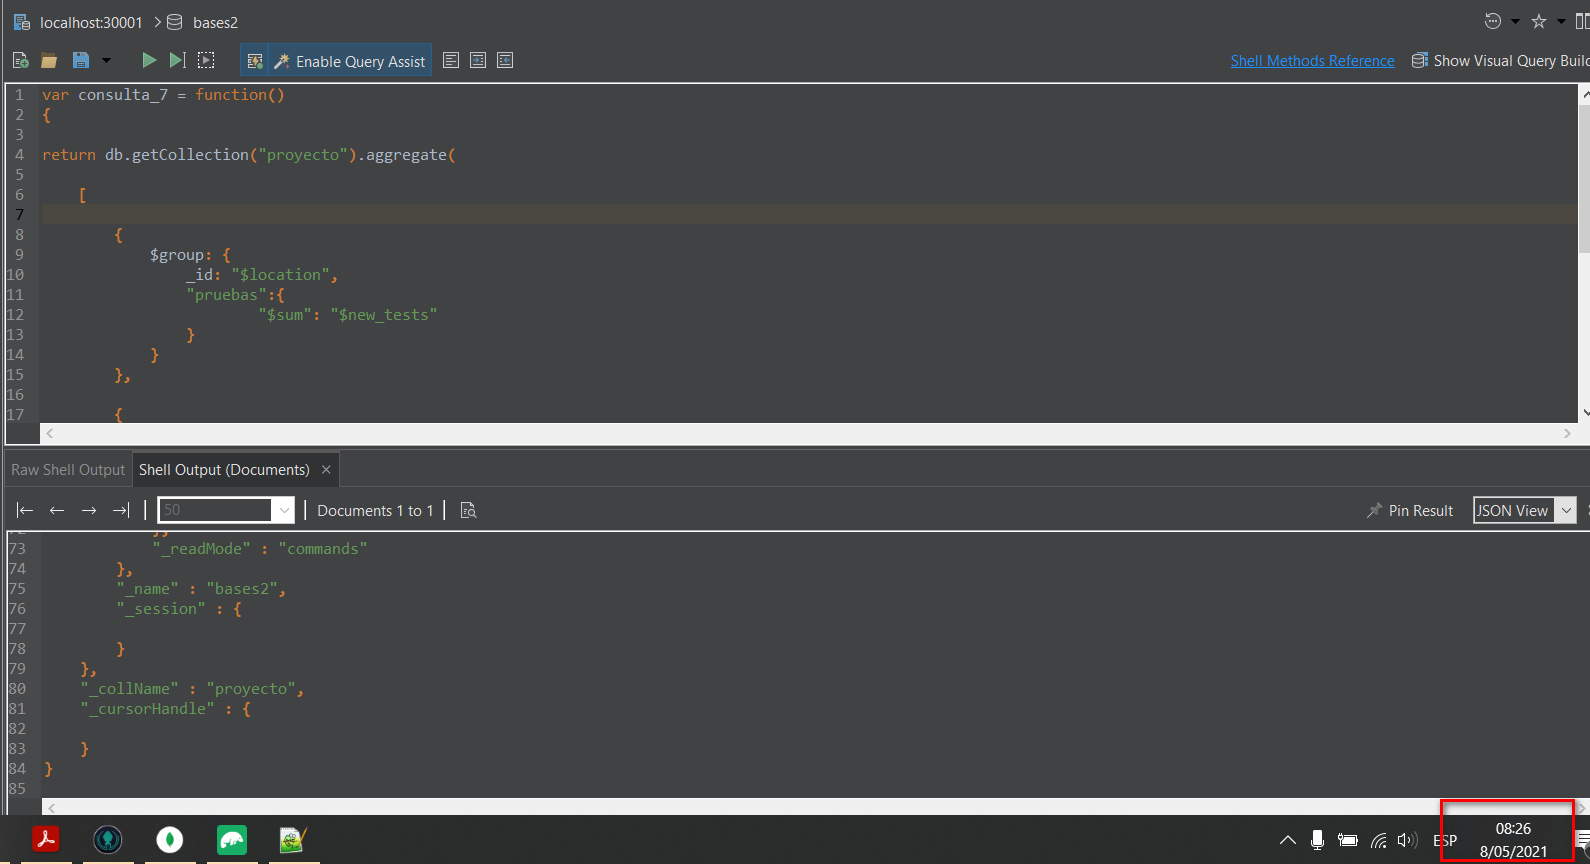 localhost:30001 > bases2
Enable Query Assist
Shell Methods Reference
Show Visual Query Buil
1 var consulta_7 = function()
2 {
3
4 return db.getCollection("proyecto").aggregate(
5
6 [
7
8 {
9 $group: {
10 _id: "$location",
11 "pruebas":{
12 "$sum": "$new_tests"
13 }
14 }
15 },
16
17 {
Raw Shell Output
Shell Output (Documents) ×
50
Documents 1 to 1
Pin Result
JSON View
73 "_readMode" : "commands"
74 },
75 "_name" : "bases2",
76 "_session" : {
77
78 }
79 },
80 "_collName" : "proyecto",
81 "_cursorHandle" : {
82
83 }
84 }
85
ESP
08:26
8/05/2021